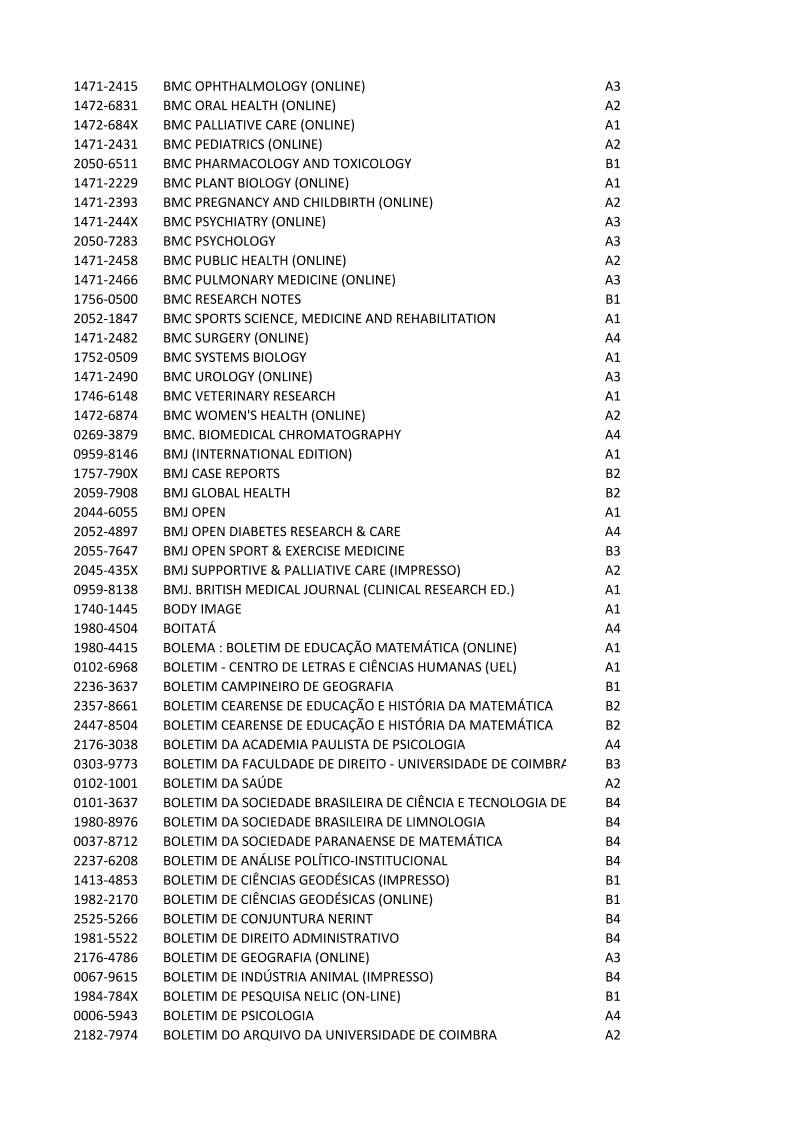 1471-2415 BMC OPHTHALMOLOGY (ONLINE) A3
1472-6831 BMC ORAL HEALTH (ONLINE) A2
1472-684X BMC PALLIATIVE CARE (ONLINE) A1
1471-2431 BMC PEDIATRICS (ONLINE) A2
2050-6511 BMC PHARMACOLOGY AND TOXICOLOGY B1
1471-2229 BMC PLANT BIOLOGY (ONLINE) A1
1471-2393 BMC PREGNANCY AND CHILDBIRTH (ONLINE) A2
1471-244X BMC PSYCHIATRY (ONLINE) A3
2050-7283 BMC PSYCHOLOGY A3
1471-2458 BMC PUBLIC HEALTH (ONLINE) A2
1471-2466 BMC PULMONARY MEDICINE (ONLINE) A3
1756-0500 BMC RESEARCH NOTES B1
2052-1847 BMC SPORTS SCIENCE, MEDICINE AND REHABILITATION A1
1471-2482 BMC SURGERY (ONLINE) A4
1752-0509 BMC SYSTEMS BIOLOGY A1
1471-2490 BMC UROLOGY (ONLINE) A3
1746-6148 BMC VETERINARY RESEARCH A1
1472-6874 BMC WOMEN'S HEALTH (ONLINE) A2
0269-3879 BMC. BIOMEDICAL CHROMATOGRAPHY A4
0959-8146 BMJ (INTERNATIONAL EDITION) A1
1757-790X BMJ CASE REPORTS B2
2059-7908 BMJ GLOBAL HEALTH B2
2044-6055 BMJ OPEN A1
2052-4897 BMJ OPEN DIABETES RESEARCH & CARE A4
2055-7647 BMJ OPEN SPORT & EXERCISE MEDICINE B3
2045-435X BMJ SUPPORTIVE & PALLIATIVE CARE (IMPRESSO) A2
0959-8138 BMJ. BRITISH MEDICAL JOURNAL (CLINICAL RESEARCH ED.) A1
1740-1445 BODY IMAGE A1
1980-4504 BOITATÁ A4
1980-4415 BOLEMA : BOLETIM DE EDUCAÇÃO MATEMÁTICA (ONLINE) A1
0102-6968 BOLETIM - CENTRO DE LETRAS E CIÊNCIAS HUMANAS (UEL) A1
2236-3637 BOLETIM CAMPINEIRO DE GEOGRAFIA B1
2357-8661 BOLETIM CEARENSE DE EDUCAÇÃO E HISTÓRIA DA MATEMÁTICA B2
2447-8504 BOLETIM CEARENSE DE EDUCAÇÃO E HISTÓRIA DA MATEMÁTICA B2
2176-3038 BOLETIM DA ACADEMIA PAULISTA DE PSICOLOGIA A4
0303-9773 BOLETIM DA FACULDADE DE DIREITO - UNIVERSIDADE DE COIMBRA B3
0102-1001 BOLETIM DA SAÚDE A2
0101-3637 BOLETIM DA SOCIEDADE BRASILEIRA DE CIÊNCIA E TECNOLOGIA DE B4
1980-8976 BOLETIM DA SOCIEDADE BRASILEIRA DE LIMNOLOGIA B4
0037-8712 BOLETIM DA SOCIEDADE PARANAENSE DE MATEMÁTICA B4
2237-6208 BOLETIM DE ANÁLISE POLÍTICO-INSTITUCIONAL B4
1413-4853 BOLETIM DE CIÊNCIAS GEODÉSICAS (IMPRESSO) B1
1982-2170 BOLETIM DE CIÊNCIAS GEODÉSICAS (ONLINE) B1
2525-5266 BOLETIM DE CONJUNTURA NERINT B4
1981-5522 BOLETIM DE DIREITO ADMINISTRATIVO B4
2176-4786 BOLETIM DE GEOGRAFIA (ONLINE) A3
0067-9615 BOLETIM DE INDÚSTRIA ANIMAL (IMPRESSO) B4
1984-784X BOLETIM DE PESQUISA NELIC (ON-LINE) B1
0006-5943 BOLETIM DE PSICOLOGIA A4
2182-7974 BOLETIM DO ARQUIVO DA UNIVERSIDADE DE COIMBRA A2